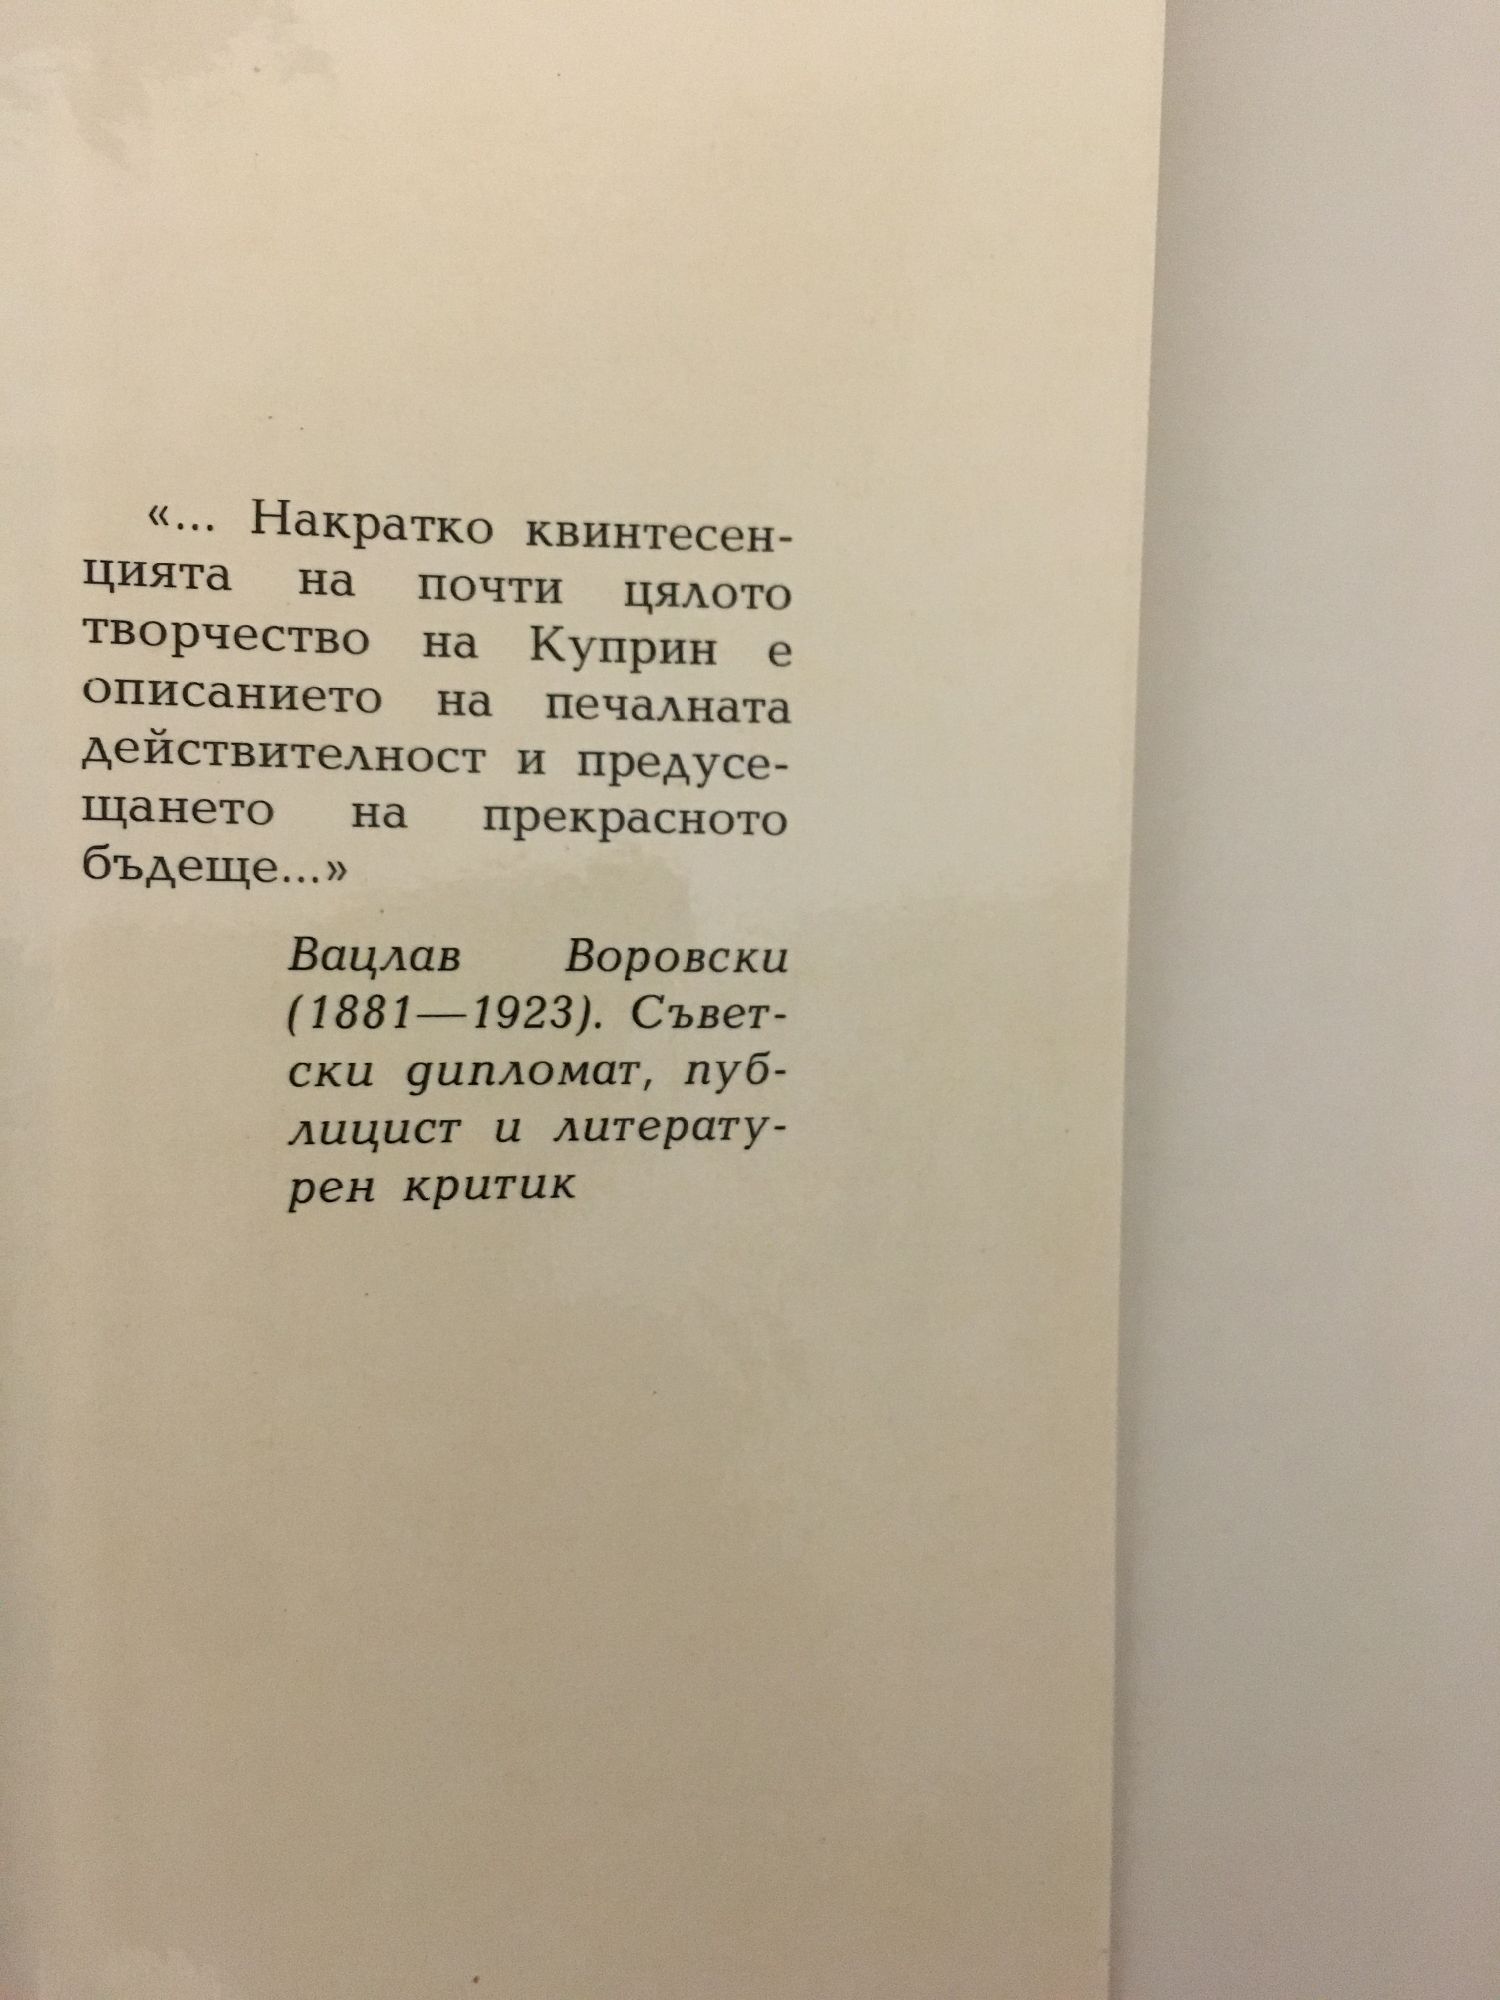 «... Накратко квинтесен-
цията на почти цялото
творчество на Куприн е
описанието на печалната
действителност и предусе-
щането на прекрасното
бъдеще...»
Вацлав Воровски
(1881—1923). Съвет-
ски дипломат, пуб-
лицист и литерату-
рен критик